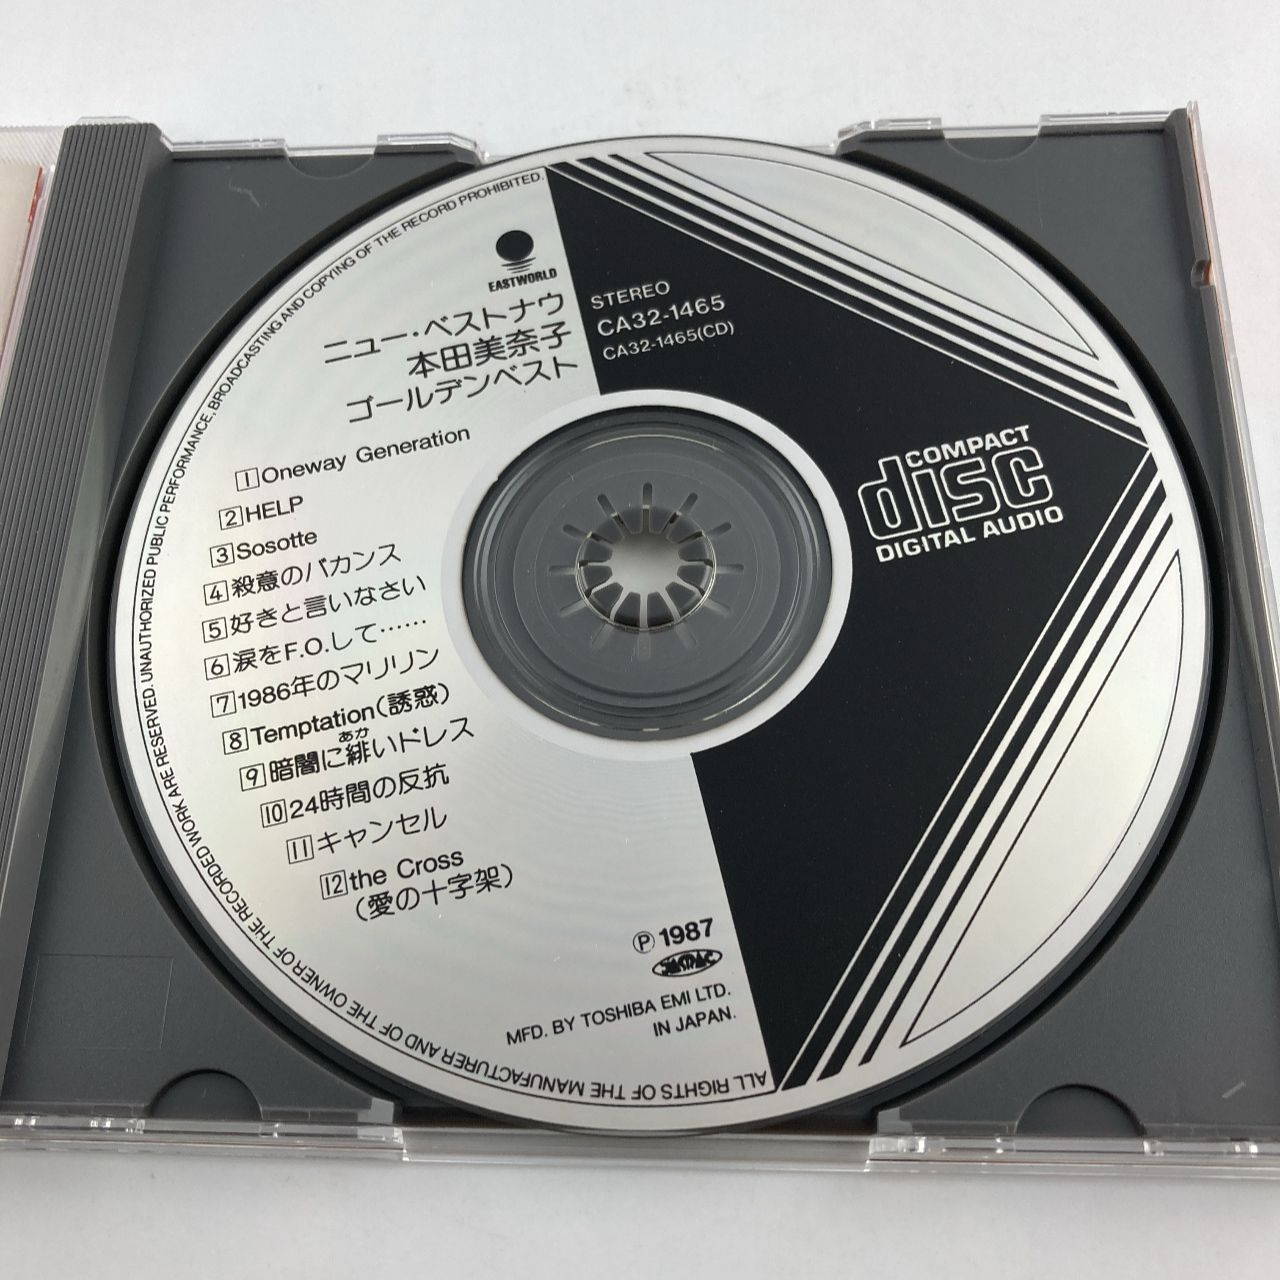 EASTWORLD
ニュー・ベストナウ
本田美奈子
ゴールデンベスト
STEREO
CA32-1465
CA32-1465(CD)
COMPACT
disc
DIGITAL AUDIO
1 Oneway Generation
2 HELP
3 Sosotte
4 殺意のバカンス
5 好きと言いなさい
6 涙をF.O.して……
7 1986年のマリリン
8 Temptation(誘惑)
あか
9 暗闇に緋いドレス
10 24時間の反抗
11 キャンセル
12 the Cross
(愛の十字架)
Ⓟ 1987
MFD. BY TOSHIBA EMI LTD.
IN JAPAN.
ALL RIGHTS OF THE MANUFACTURER AND OF THE OWNER OF THE RECORDED WORK ARE RESERVED. UNAUTHORIZED PUBLIC PERFORMANCE, BROADCASTING AND COPYING OF THE RECORD PROHIBITED.